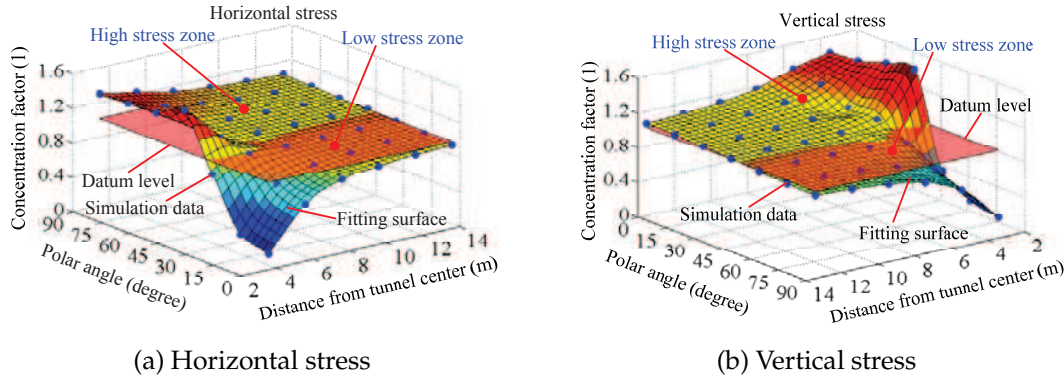 Horizontal stress
High stress zone
Low stress zone
Concentration factor (1)
1.6
1.2
0.8
0.4
0
Datum level
Simulation data
Fitting surface
90
75
60
45
30
15
0
Polar angle (degree)
2
4
6
8
10
12
14
Distance from tunnel center (m)
(a) Horizontal stress
Vertical stress
High stress zone
Low stress zone
Concentration factor (1)
1.6
1.2
0.8
0.4
0
Datum level
Simulation data
Fitting surface
0
15
30
45
60
75
90
Polar angle (degree)
14
12
10
8
6
4
2
Distance from tunnel center (m)
(b) Vertical stress